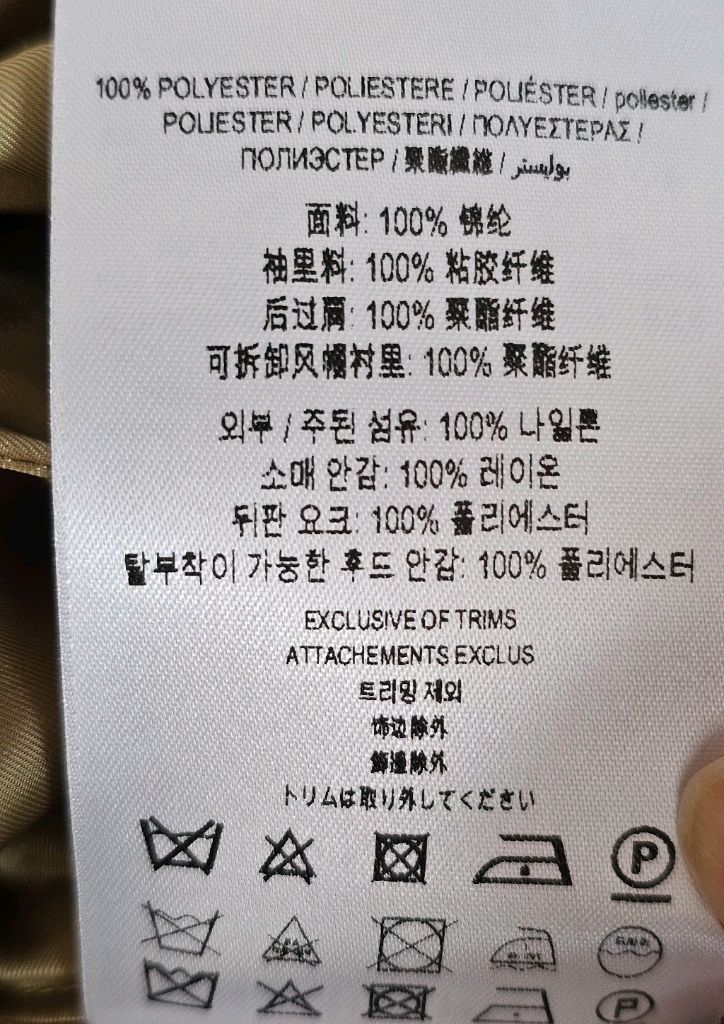 100% POLYESTER / POLIESTERE / POLIÉSTER / poliester /
POLIESTER / POLYESTERI / ΠΟΛΥΕΣΤΕΡΑΣ /
ПОЛИЭСТЕР / 聚酯纖維 / بوليستر
面料: 100% 锦纶
袖里料: 100% 粘胶纤维
后过肩: 100% 聚酯纤维
可拆卸风帽衬里: 100% 聚酯纤维
외부 / 주된 섬유: 100% 나일론
소매 안감: 100% 레이온
뒤판 요크: 100% 폴리에스터
탈부착이 가능한 후드 안감: 100% 폴리에스터
EXCLUSIVE OF TRIMS
ATTACHEMENTS EXCLUS
트리밍 제외
饰边除外
飾邊除外
トリムは取り外してください
P
P